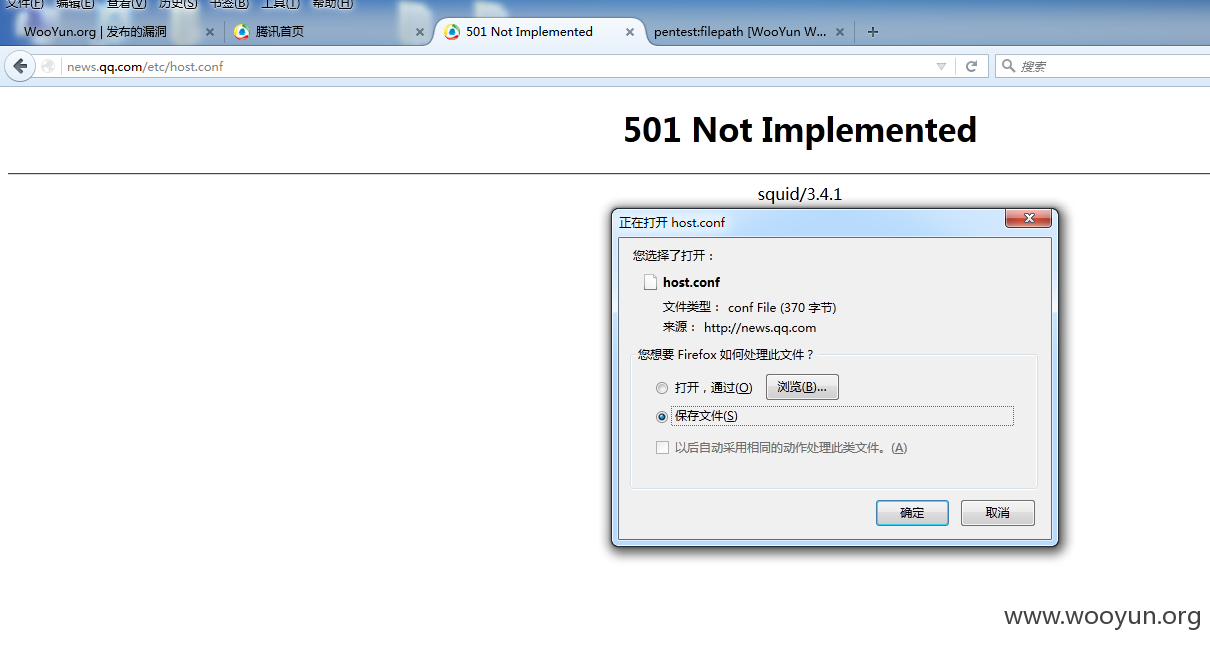 文件(F) 编辑(E) 查看(V) 历史(S) 书签(B) 工具(T) 帮助(H)
WooYun.org | 发布的漏洞 腾讯首页 501 Not Implemented pentest:filepath [WooYun W...
news.qq.com/etc/host.conf 搜索
501 Not Implemented
squid/3.4.1
正在打开 host.conf
您选择了打开：
host.conf
文件类型： conf File (370 字节)
来源： http://news.qq.com
您想要 Firefox 如何处理此文件？
打开，通过(O) 浏览(B)...
保存文件(S)
以后自动采用相同的动作处理此类文件。(A)
确定 取消
www.wooyun.org